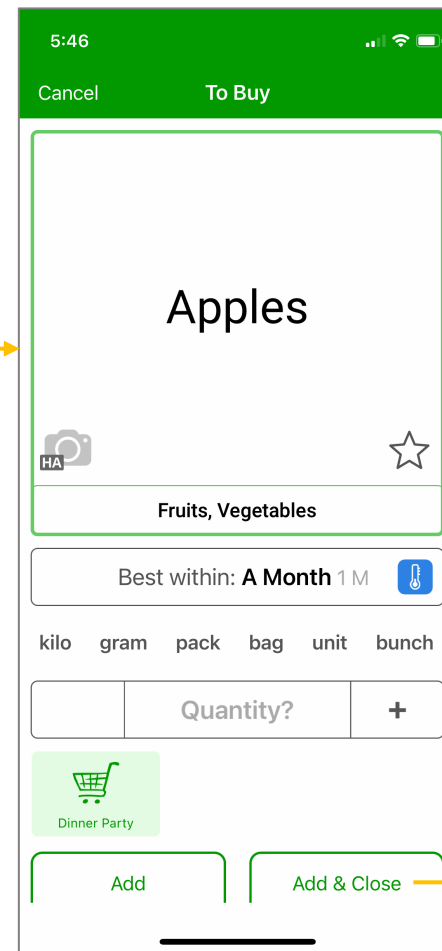 5:46
Cancel To Buy
Apples
HA
Fruits, Vegetables
Best within: A Month 1 M
kilo gram pack bag unit bunch
Quantity? +
Dinner Party
Add Add & Close